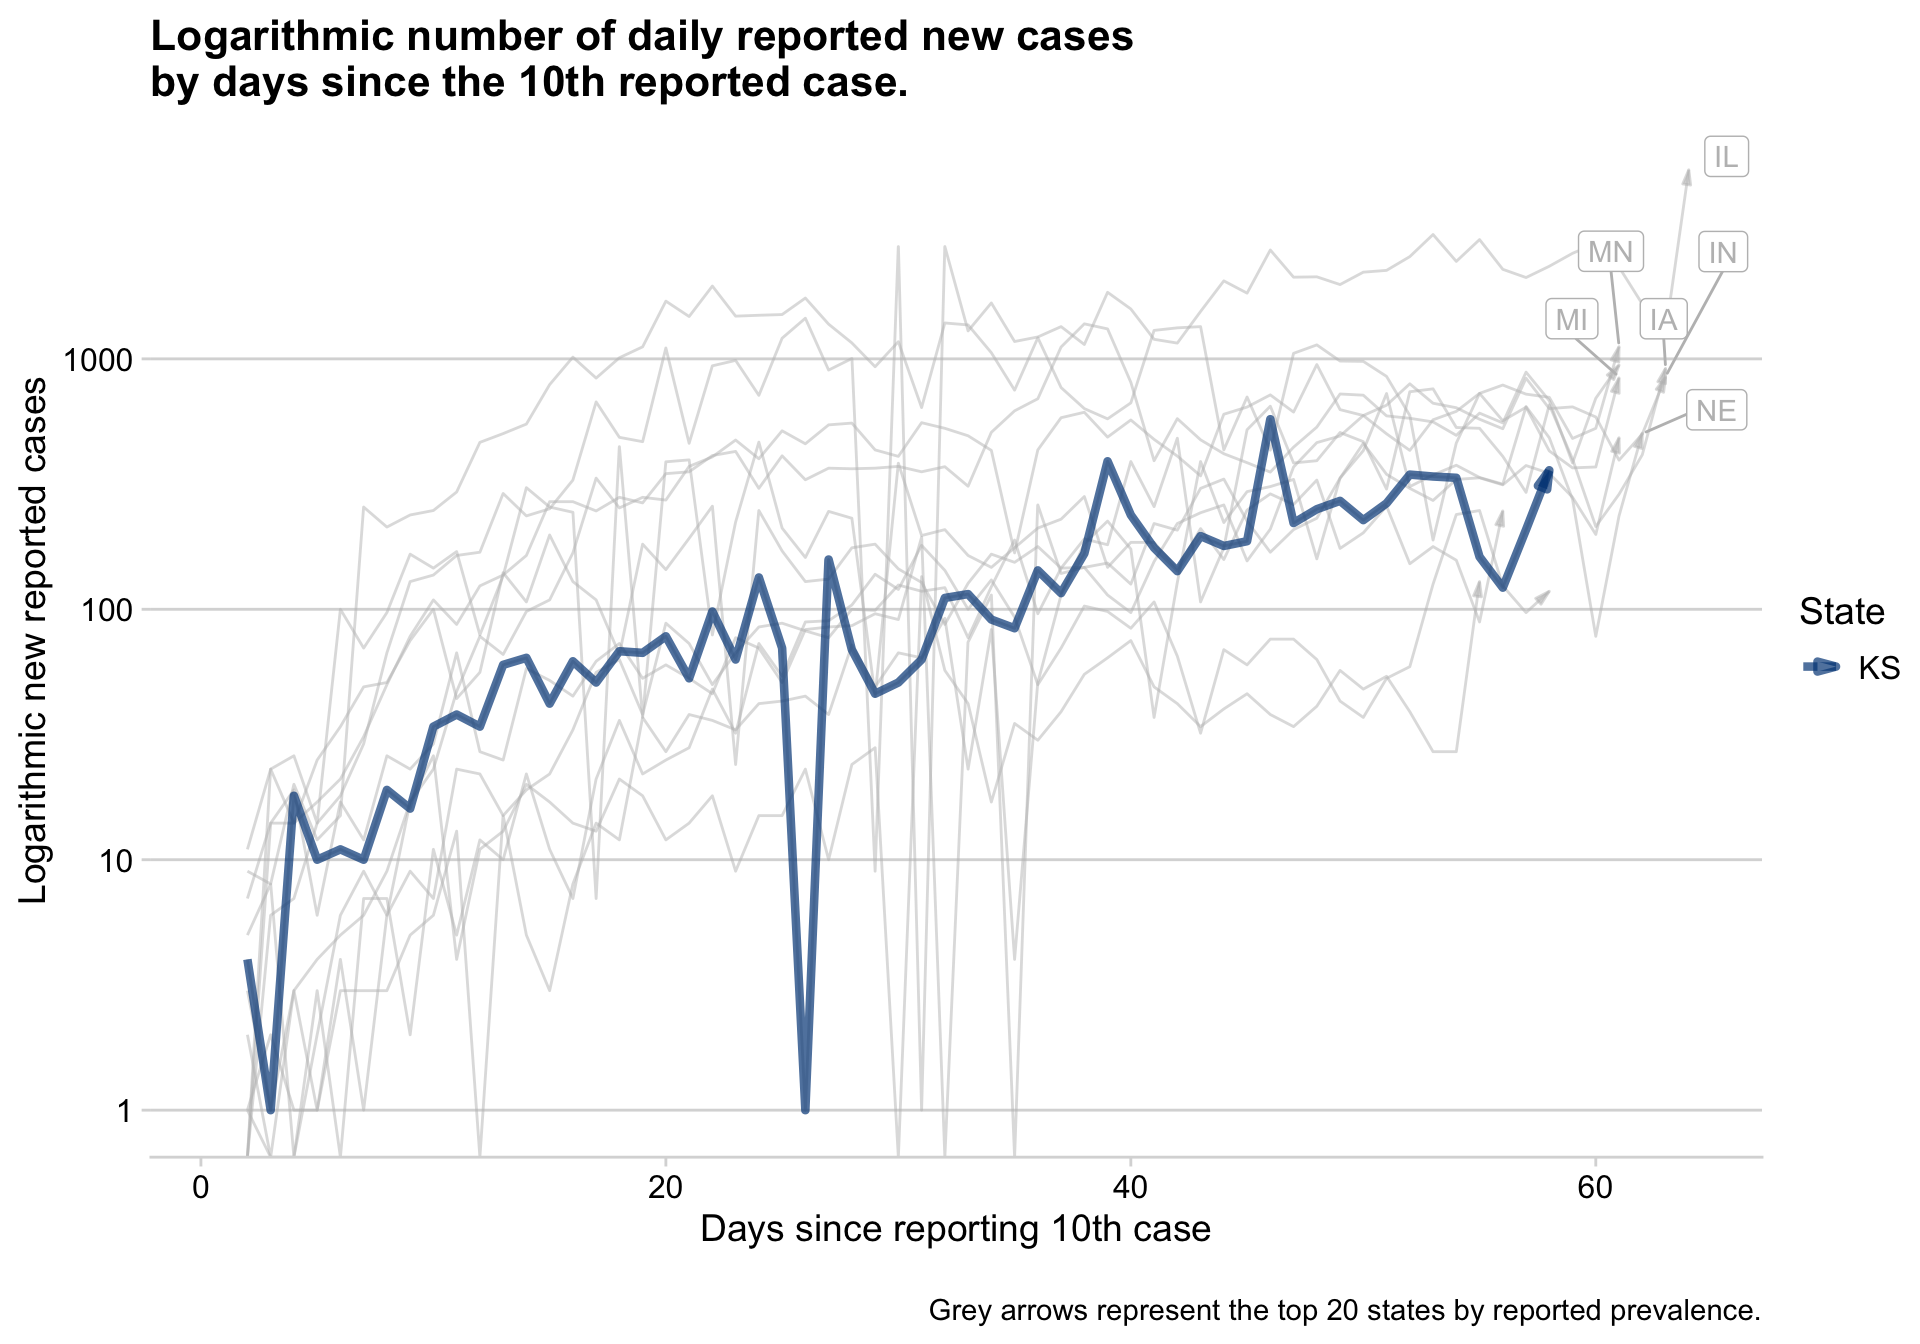 Logarithmic number of daily reported new cases
by days since the 10th reported case.
IL
MN
IN
MI
IA
NE
1000
100
10
1
Logarithmic new reported cases
0
20
40
60
Days since reporting 10th case
State
KS
Grey arrows represent the top 20 states by reported prevalence.